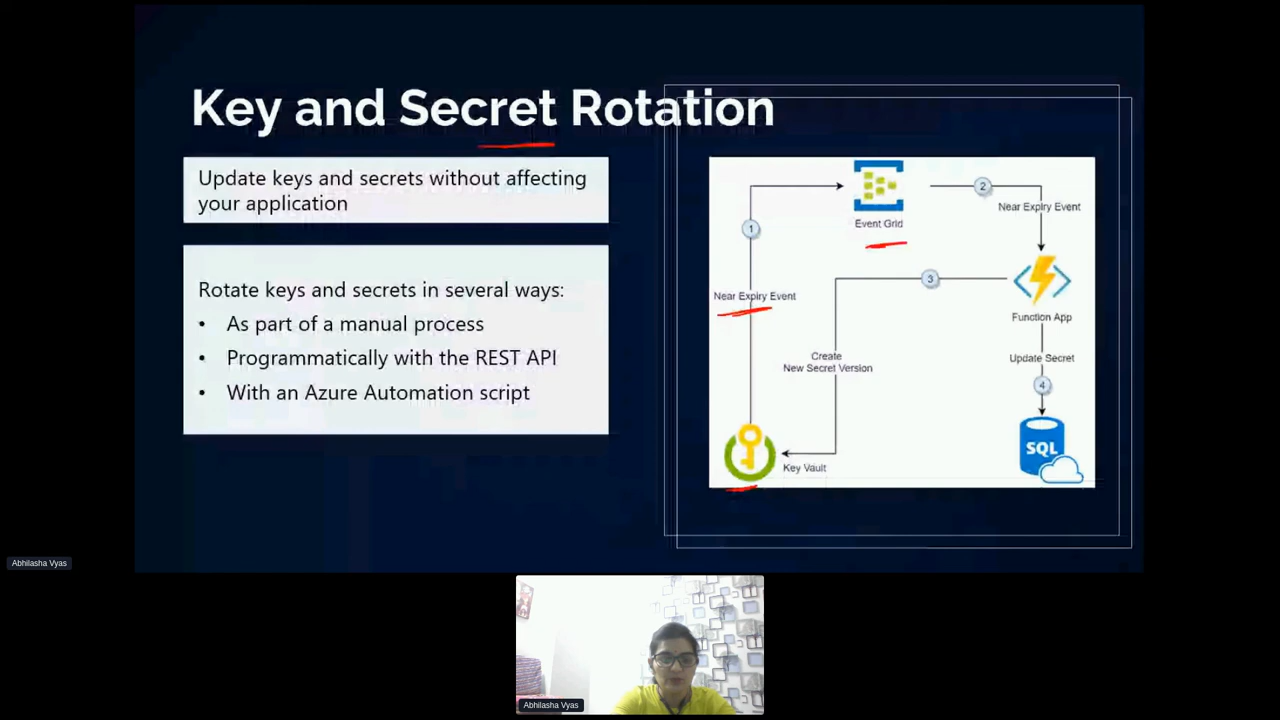 Key and Secret Rotation
Update keys and secrets without affecting
your application
Rotate keys and secrets in several ways:
• As part of a manual process
• Programmatically with the REST API
• With an Azure Automation script
Event Grid
1
2
Near Expiry Event
3
Near Expiry Event
Function App
Create
New Secret Version
Update Secret
4
SQL
Key Vault
Abhilasha Vyas
Abhilasha Vyas